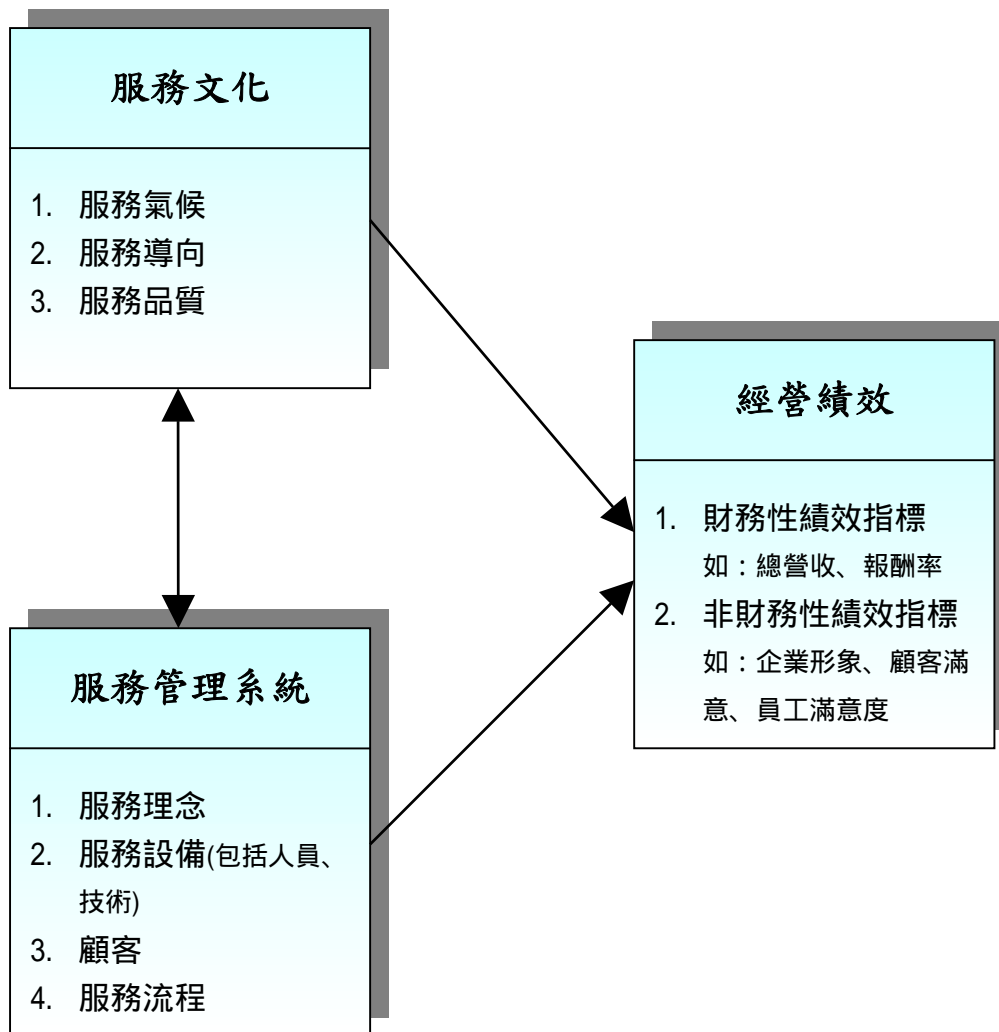 服務文化
1. 服務氣候
2. 服務導向
3. 服務品質
經營績效
1. 財務性績效指標
如：總營收、報酬率
2. 非財務性績效指標
如：企業形象、顧客滿
意、員工滿意度
服務管理系統
1. 服務理念
2. 服務設備(包括人員、
技術)
3. 顧客
4. 服務流程